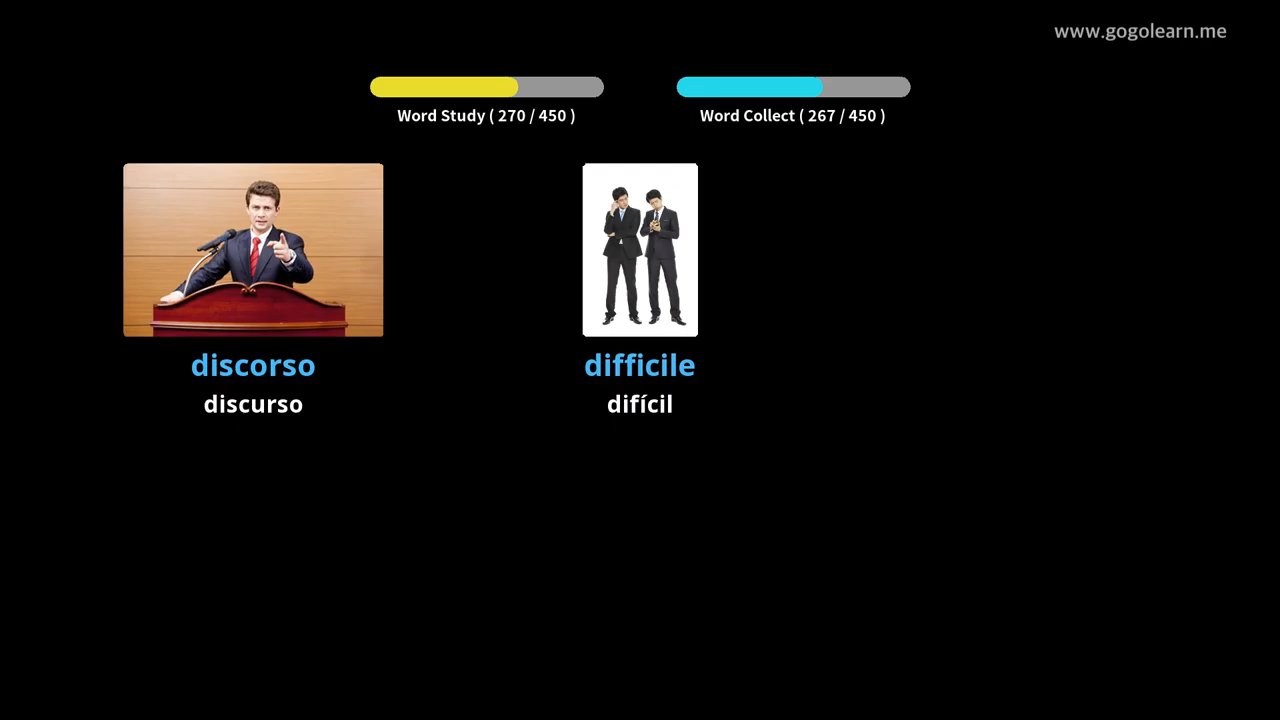 www.gogolearn.me
Word Study ( 270 / 450 )
Word Collect ( 267 / 450 )
discorso
discurso
difficile
difícil